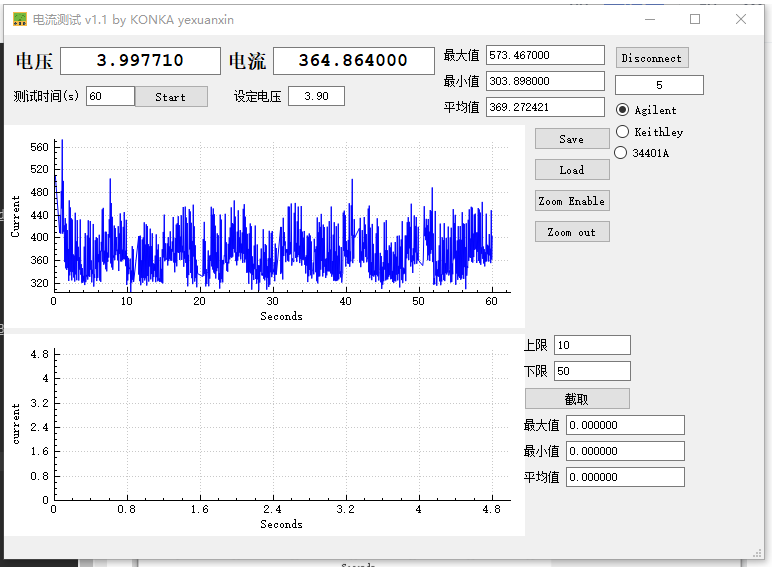 电流测试 v1.1 by KONKA yexuanxin
电压 3.997710 电流 364.864000
最大值 573.467000
Disconnect
最小值 303.898000
5
测试时间(s) 60 Start 设定电压 3.90
平均值 369.272421
Agilent
Keithley
34401A
Save
Load
Zoom Enable
Zoom out
Current
560
520
480
440
400
360
320
0 10 20 30 40 50 60
Seconds
上限 10
下限 50
截取
最大值 0.000000
最小值 0.000000
平均值 0.000000
current
4.8
4
3.2
2.4
1.6
0.8
0
0 0.8 1.6 2.4 3.2 4 4.8
Seconds